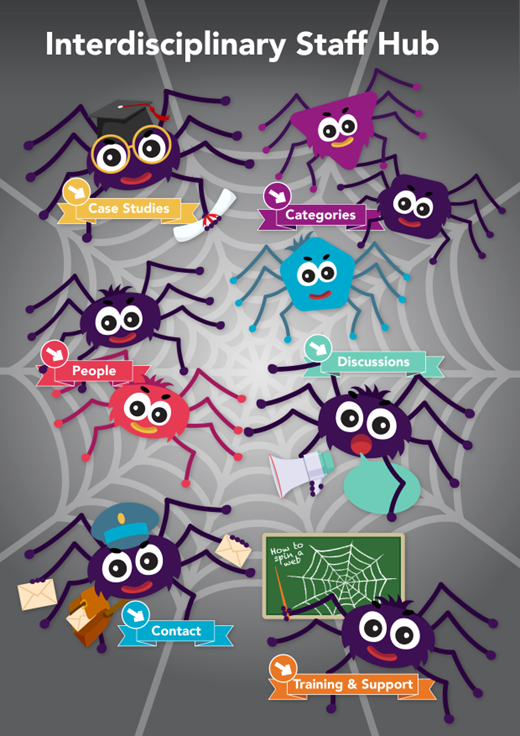 Interdisciplinary Staff Hub
Case Studies
Categories
People
Discussions
How to
spin a
web
Contact
Training & Support